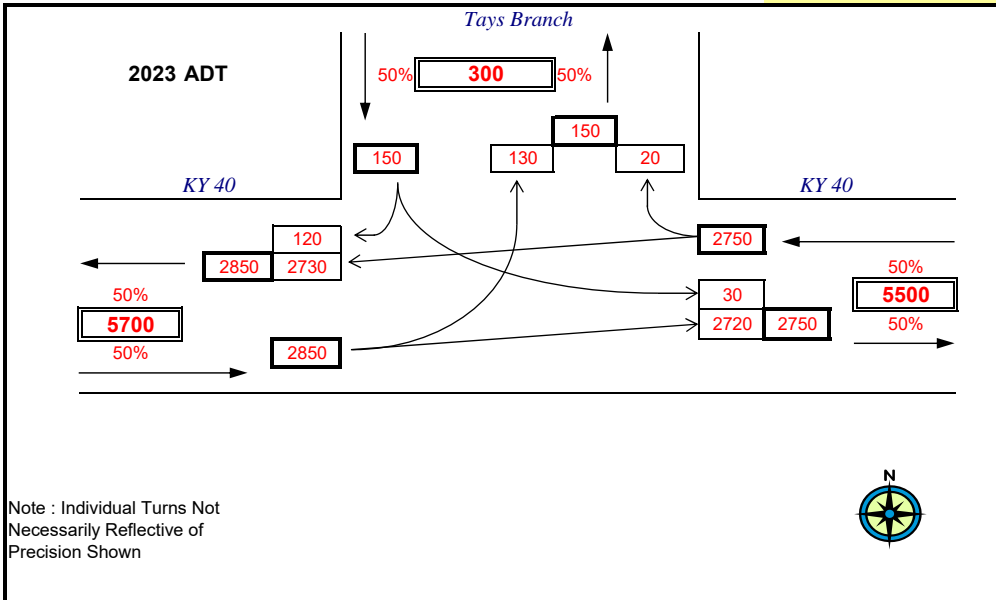 Tays Branch
2023 ADT
50% 300 50%
150
150 130 20
KY 40 KY 40
120 2750
2850 2730 50%
50% 30 5500
5700 2720 2750 50%
50% 2850
N
Note : Individual Turns Not
Necessarily Reflective of
Precision Shown